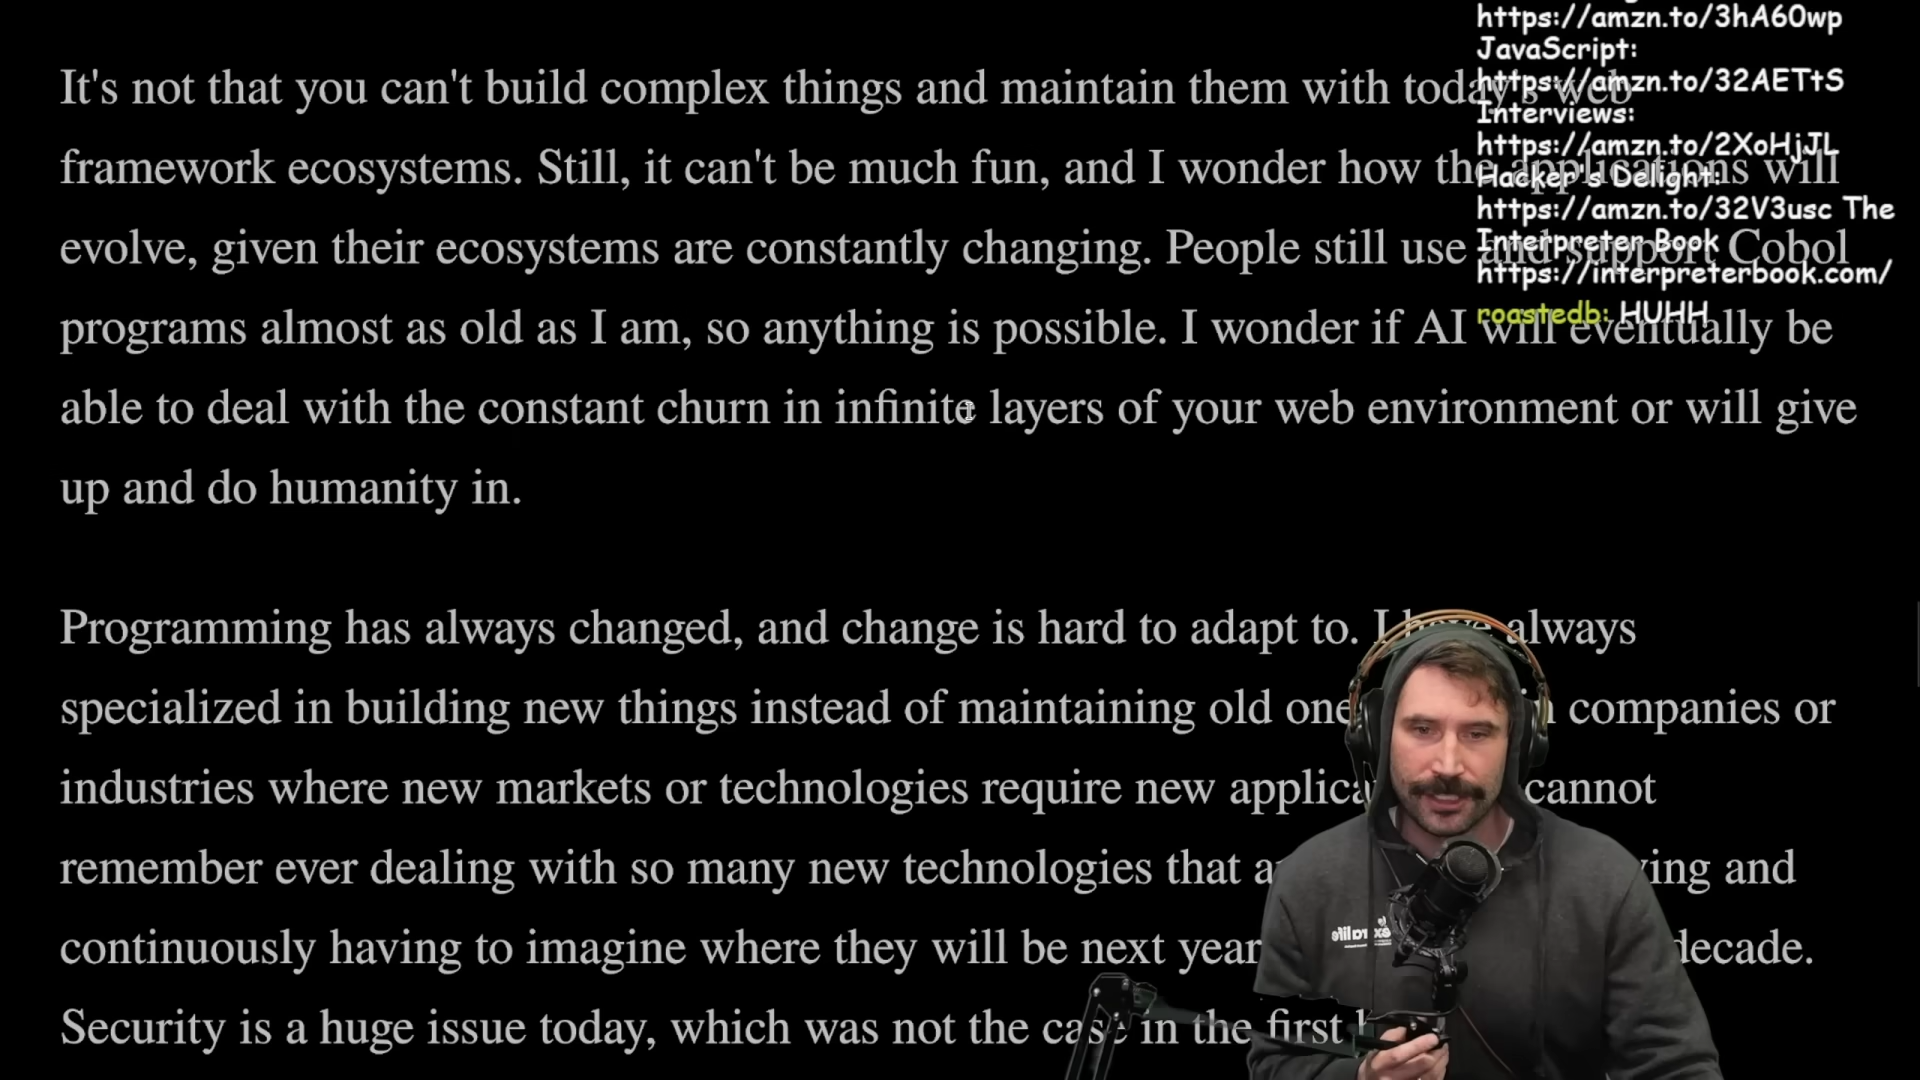 https://amzn.to/3hA60wp
JavaScript:
https://amzn.to/32AETtS
Interviews:
https://amzn.to/2XoHjJL
Hacker's Delight:
https://amzn.to/32V3usc The
Interpreter Book
https://interpreterbook.com/
roastedb: HUHH
It's not that you can't build complex things and maintain them with today's web
framework ecosystems. Still, it can't be much fun, and I wonder how the applications will
evolve, given their ecosystems are constantly changing. People still use and support Cobol
programs almost as old as I am, so anything is possible. I wonder if AI will eventually be
able to deal with the constant churn in infinite layers of your web environment or will give
up and do humanity in.
Programming has always changed, and change is hard to adapt to. I have always
specialized in building new things instead of maintaining old companies or
industries where new markets or technologies require new cannot
remember ever dealing with so many new technologies that and
continuously having to imagine where they will be next year decade.
Security is a huge issue today, which was not the case in the first